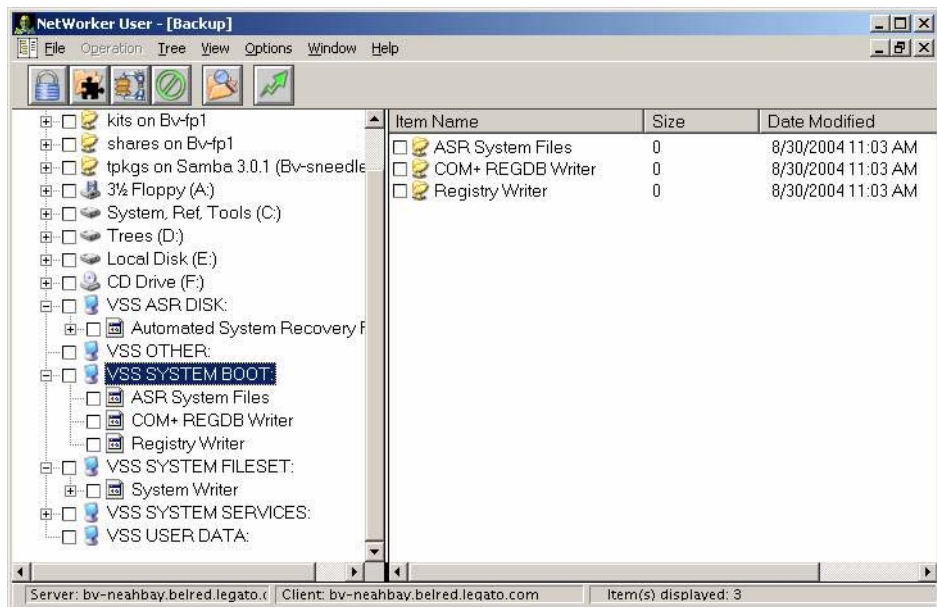 NetWorker User - [Backup]
File Operation Tree View Options Window Help
kits on Bv-fp1
shares on Bv-fp1
tpkgs on Samba 3.0.1 (Bv-sneedle
3½ Floppy (A:)
System, Ref, Tools (C:)
Trees (D:)
Local Disk (E:)
CD Drive (F:)
VSS ASR DISK:
Automated System Recovery F
VSS OTHER:
VSS SYSTEM BOOT:
ASR System Files
COM+ REGDB Writer
Registry Writer
VSS SYSTEM FILESET:
System Writer
VSS SYSTEM SERVICES:
VSS USER DATA:
Item Name Size Date Modified
ASR System Files 0 8/30/2004 11:03 AM
COM+ REGDB Writer 0 8/30/2004 11:03 AM
Registry Writer 0 8/30/2004 11:03 AM
Server: bv-neahbay.belred.legato.( Client: bv-neahbay.belred.legato.com Item(s) displayed: 3